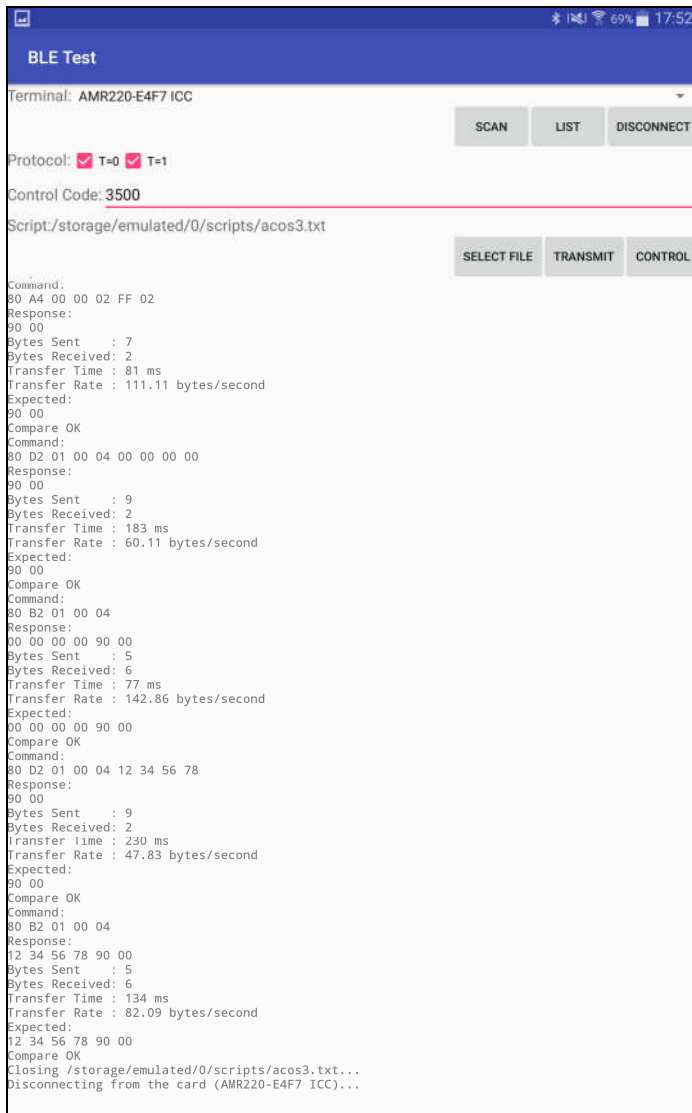 69% 17:52
BLE Test
Terminal: AMR220-E4F7 ICC
SCAN LIST DISCONNECT
Protocol: T=0 T=1
Control Code: 3500
Script:/storage/emulated/0/scripts/acos3.txt
SELECT FILE TRANSMIT CONTROL
Command:
80 A4 00 00 02 FF 02
Response:
90 00
Bytes Sent    : 7
Bytes Received: 2
Transfer Time : 81 ms
Transfer Rate : 111.11 bytes/second
Expected:
90 00
Compare OK
Command:
80 D2 01 00 04 00 00 00 00
Response:
90 00
Bytes Sent    : 9
Bytes Received: 2
Transfer Time : 183 ms
Transfer Rate : 60.11 bytes/second
Expected:
90 00
Compare OK
Command:
80 B2 01 00 04
Response:
00 00 00 00 90 00
Bytes Sent    : 5
Bytes Received: 6
Transfer Time : 77 ms
Transfer Rate : 142.86 bytes/second
Expected:
00 00 00 00 90 00
Compare OK
Command:
80 D2 01 00 04 12 34 56 78
Response:
90 00
Bytes Sent    : 9
Bytes Received: 2
Transfer Time : 230 ms
Transfer Rate : 47.83 bytes/second
Expected:
90 00
Compare OK
Command:
80 B2 01 00 04
Response:
12 34 56 78 90 00
Bytes Sent    : 5
Bytes Received: 6
Transfer Time : 134 ms
Transfer Rate : 82.09 bytes/second
Expected:
12 34 56 78 90 00
Compare OK
Closing /storage/emulated/0/scripts/acos3.txt...
Disconnecting from the card (AMR220-E4F7 ICC)...